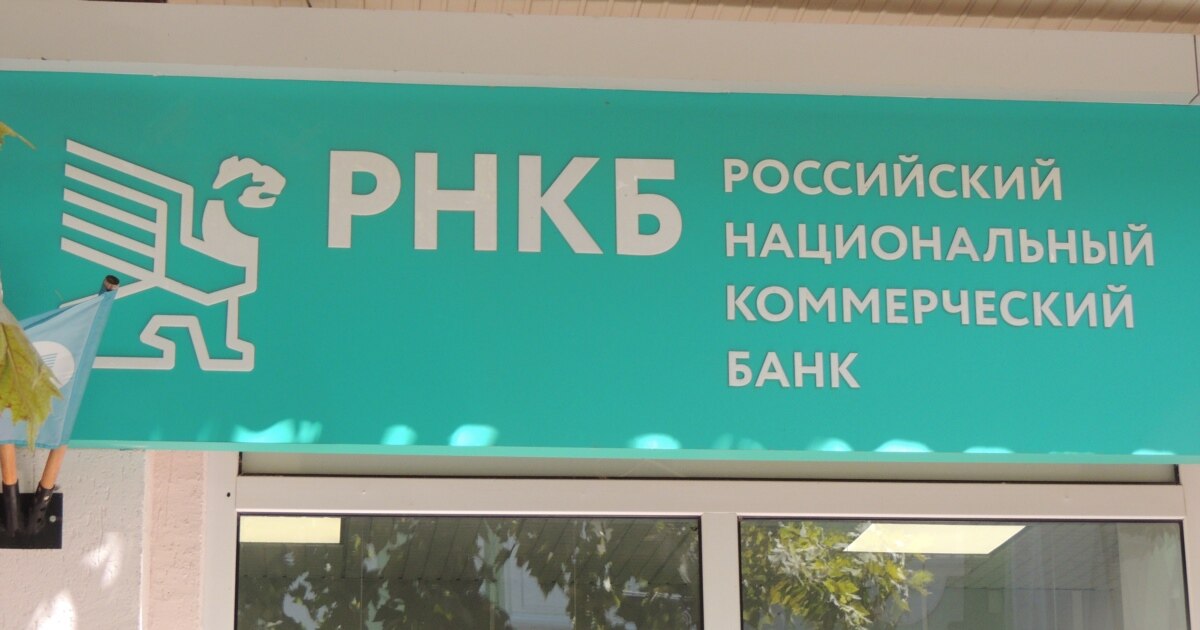 РНКБ
РОССИЙСКИЙ
НАЦИОНАЛЬНЫЙ
КОММЕРЧЕСКИЙ
БАНК